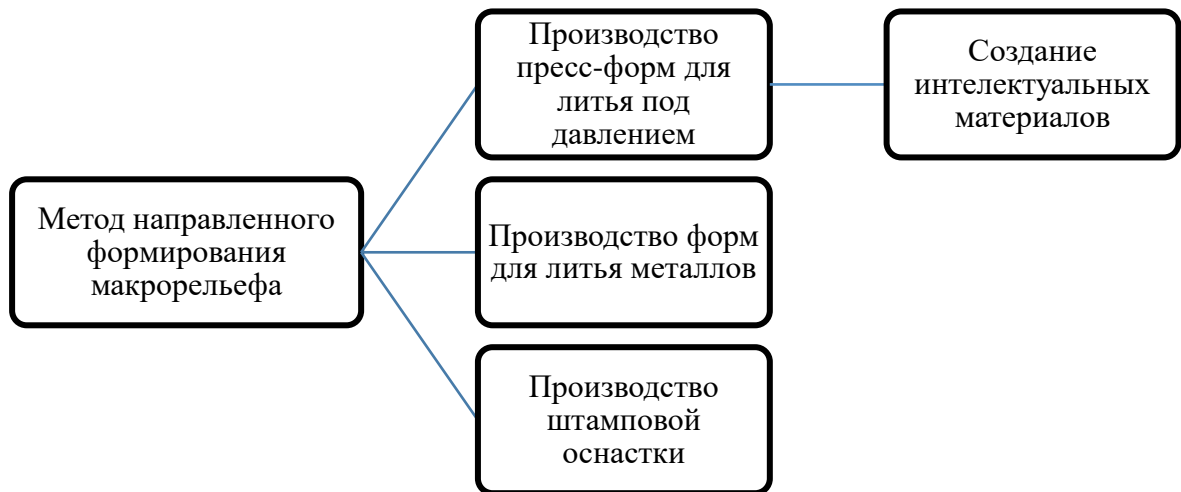 Метод направленного
формирования
макрорельефа
Производство
пресс-форм для
литья под
давлением
Создание
интелектуальных
материалов
Производство форм
для литья металлов
Производство
штамповой
оснастки